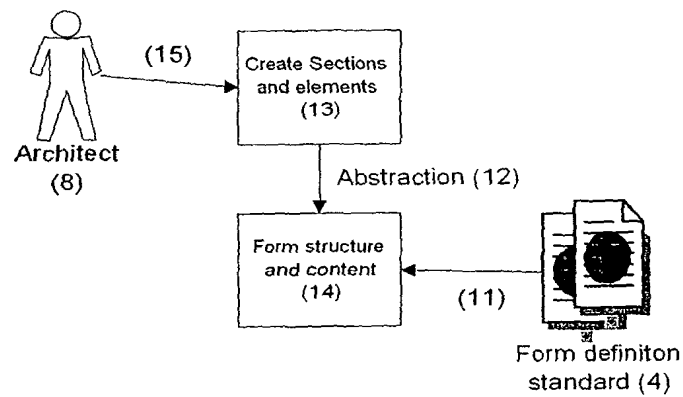 (15)
Create Sections
and elements
(13)
Architect
(8)
Abstraction (12)
Form structure
and content
(14)
(11)
Form definiton
standard (4)